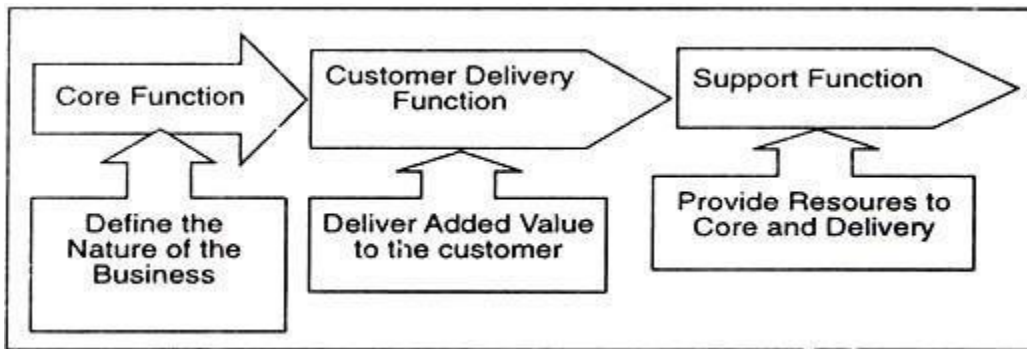 Core Function
Customer Delivery
Function
Support Function
Define the
Nature of the
Business
Deliver Added Value
to the customer
Provide Resoures to
Core and Delivery